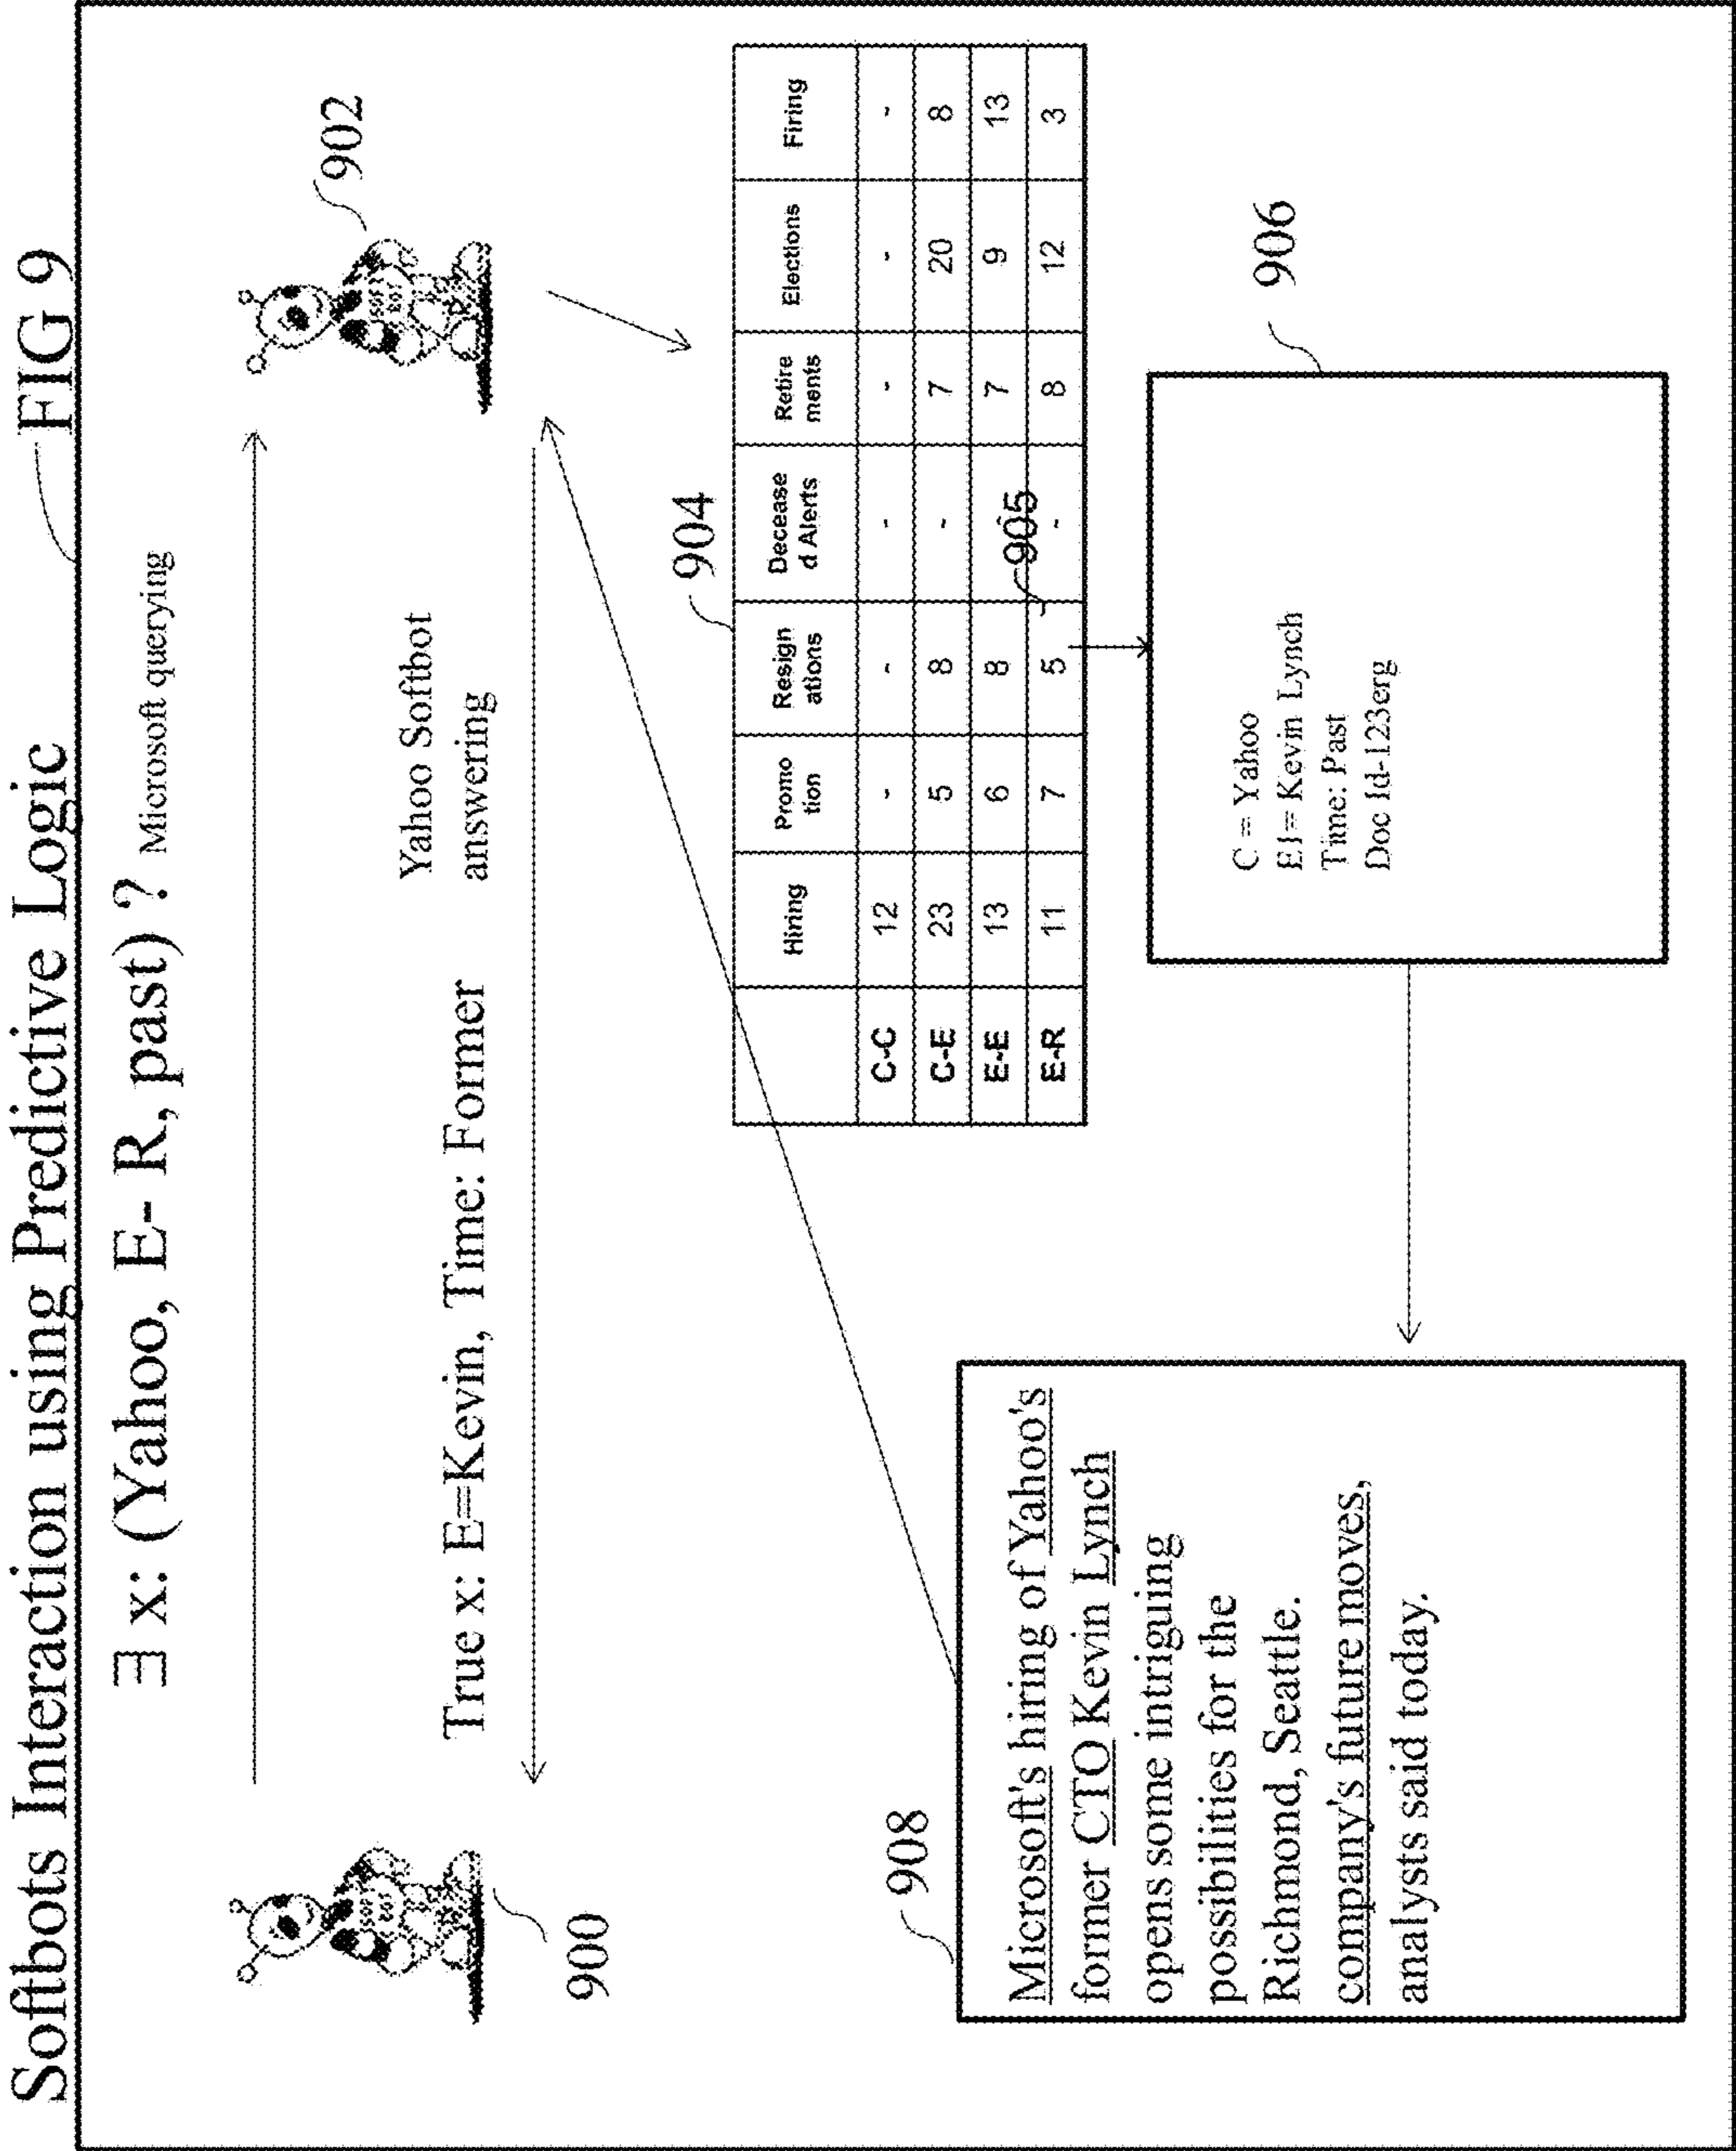 Softbots Interaction using Predictive Logic
FIG 9
∃ x: (Yahoo, E- R, past) ? Microsoft querying
902
Yahoo Softbot
answering
True x: E=Kevin, Time: Former
900
904
Hiring Promo tion Resign ations Decease d Alerts Retire ments Elections Firing
C-C 12 - - - - - -
C-E 23 5 8 - 7 20 8
E-E 13 6 8 905 7 9 13
E-R 11 7 5 - 8 12 3
908
Microsoft's hiring of Yahoo's
former CTO Kevin Lynch
opens some intriguing
possibilities for the
Richmond, Seattle.
company's future moves,
analysts said today.
906
C = Yahoo
E1= Kevin Lynch
Time: Past
Doc Id-123erg